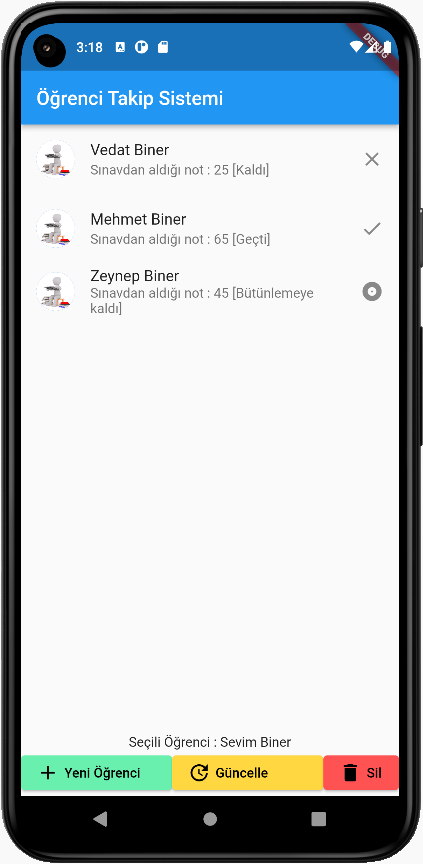 3:18
DEBUG
Öğrenci Takip Sistemi
Vedat Biner
Sınavdan aldığı not : 25 [Kaldı]
Mehmet Biner
Sınavdan aldığı not : 65 [Geçti]
Zeynep Biner
Sınavdan aldığı not : 45 [Bütünlemeye
kaldı]
Seçili Öğrenci : Sevim Biner
Yeni Öğrenci
Güncelle
Sil